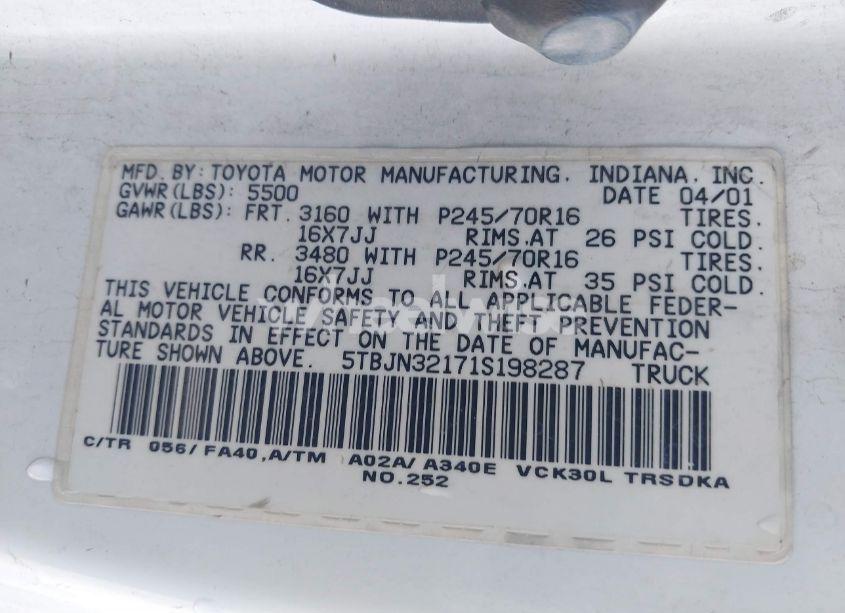 MFD. BY: TOYOTA MOTOR MANUFACTURING. INDIANA. INC.
GVWR(LBS): 5500 DATE 04/01
GAWR(LBS): FRT. 3160 WITH P245/70R16 TIRES.
16X7JJ RIMS.AT 26 PSI COLD.
RR. 3480 WITH P245/70R16 TIRES.
16X7JJ RIMS.AT 35 PSI COLD.
THIS VEHICLE CONFORMS TO ALL APPLICABLE FEDER-
AL MOTOR VEHICLE SAFETY AND THEFT PREVENTION
STANDARDS IN EFFECT ON THE DATE OF MANUFAC-
TURE SHOWN ABOVE. 5TBJN32171S198287 TRUCK
C/TR 056/FA40,A/TM A02A/A340E VCK30L TRSDKA
NO.252